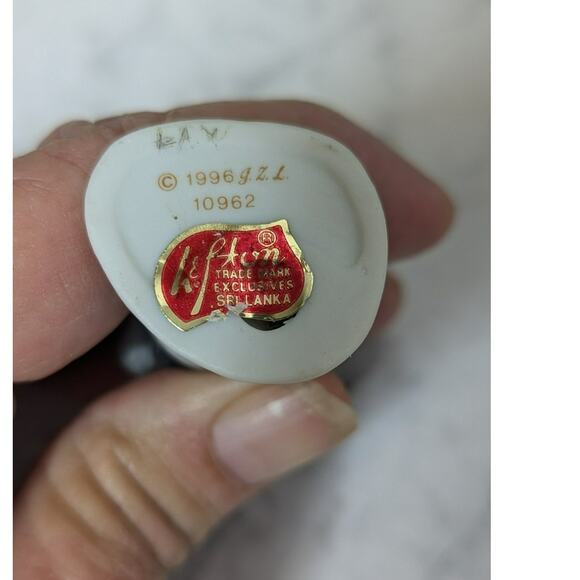 © 1996 g.Z.L.
10962
Lefton ®
TRADE MARK
EXCLUSIVES
SRI LANKA